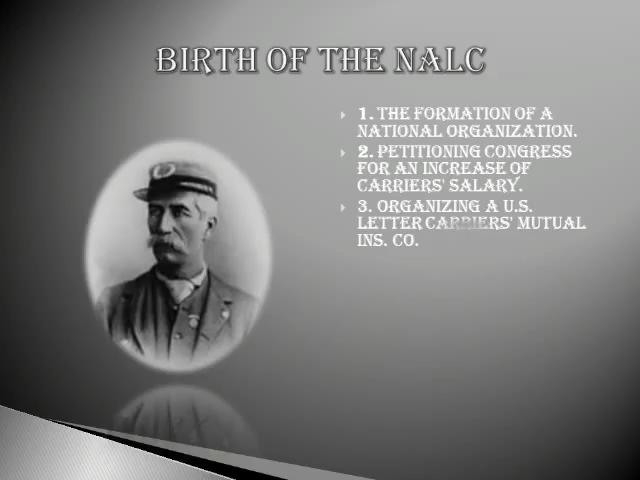 BIRTH OF THE NALC
1. THE FORMATION OF A
NATIONAL ORGANIZATION.
2. PETITIONING CONGRESS
FOR AN INCREASE OF
CARRIERS' SALARY.
3. ORGANIZING A U.S.
LETTER CARRIERS' MUTUAL
INS. CO.